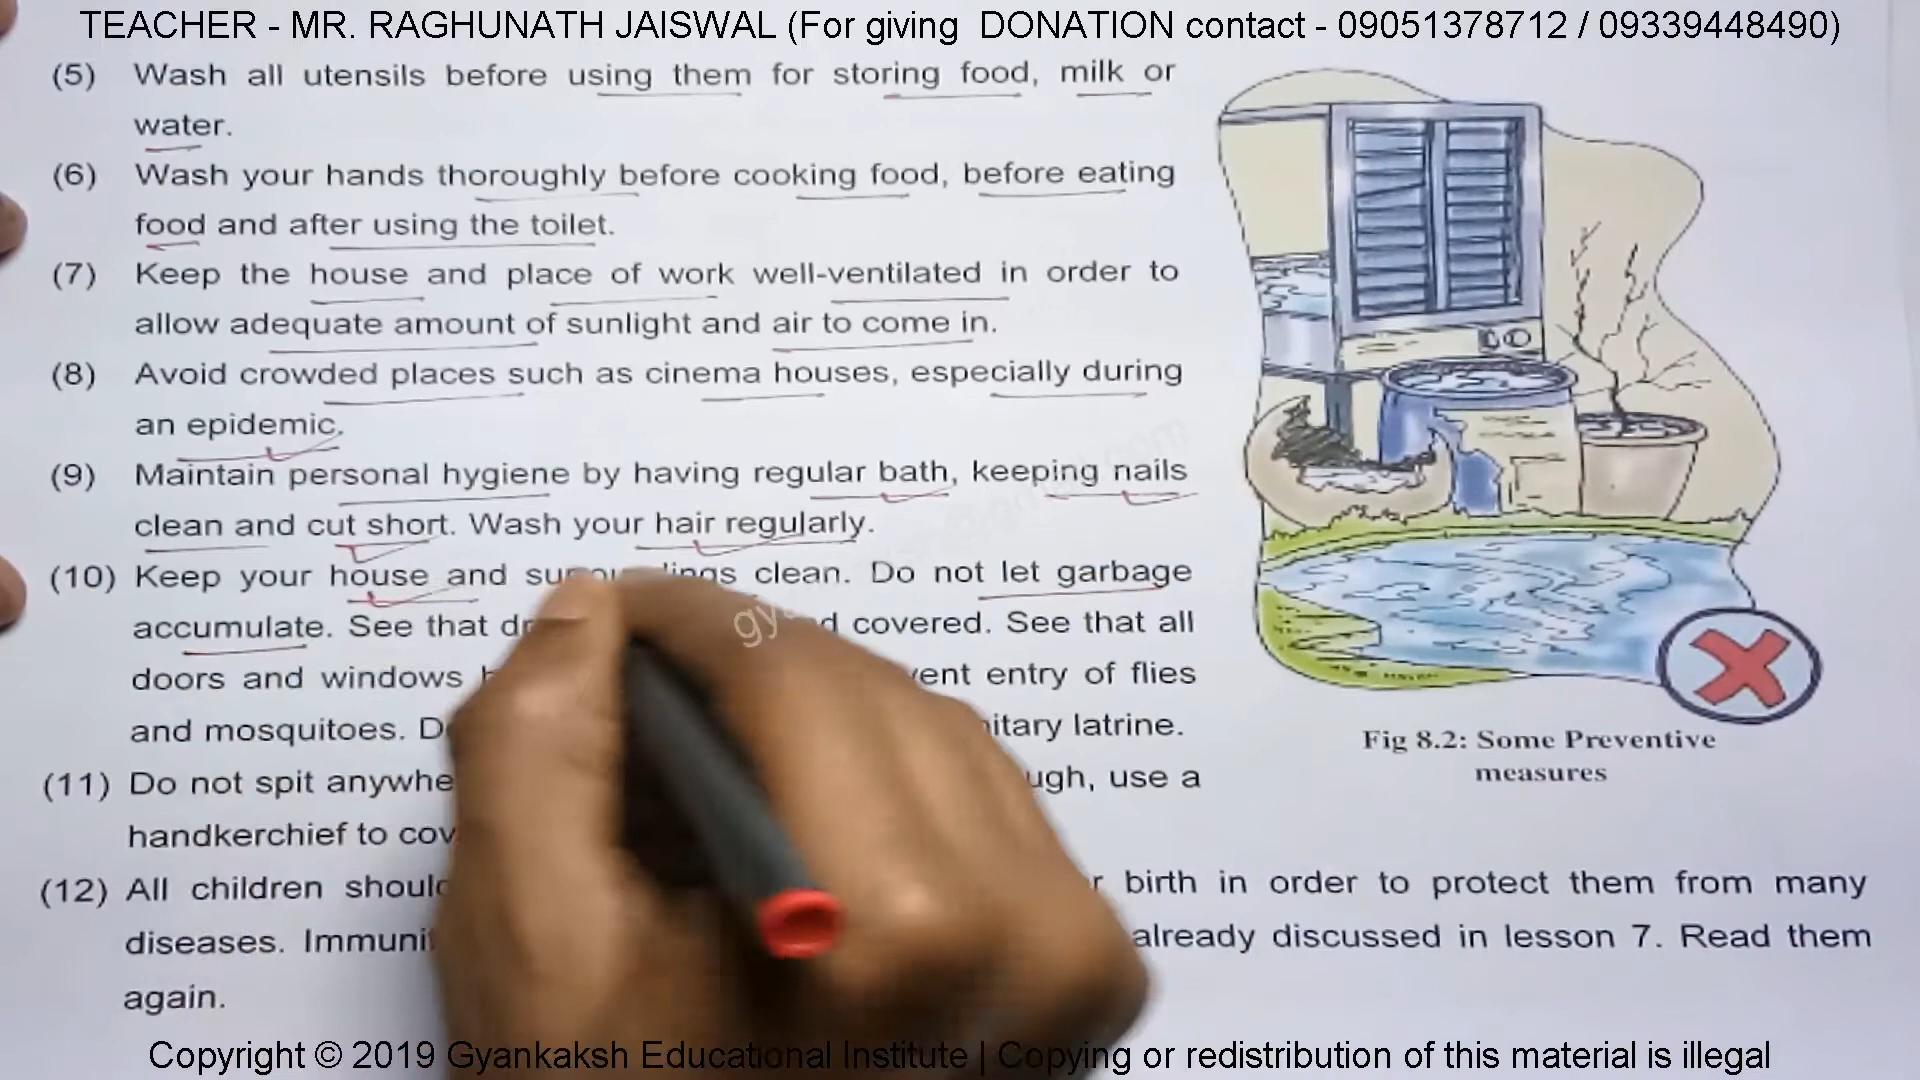 TEACHER - MR. RAGHUNATH JAISWAL (For giving DONATION contact - 09051378712 / 09339448490)
(5) Wash all utensils before using them for storing food, milk or
water.
(6) Wash your hands thoroughly before cooking food, before eating
food and after using the toilet.
(7) Keep the house and place of work well-ventilated in order to
allow adequate amount of sunlight and air to come in.
(8) Avoid crowded places such as cinema houses, especially during
an epidemic.
(9) Maintain personal hygiene by having regular bath, keeping nails
clean and cut short. Wash your hair regularly.
(10) Keep your house and surroundings clean. Do not let garbage
accumulate. See that covered. See that all
doors and windows entry of flies
and mosquitoes. latrine.
(11) Do not spit use a
handkerchief to
(12) All children birth in order to protect them from many
diseases. already discussed in lesson 7. Read them
again.
Fig 8.2: Some Preventive
measures
Copyright © 2019 Gyankaksh Educational Institute | Copying or redistribution of this material is illegal